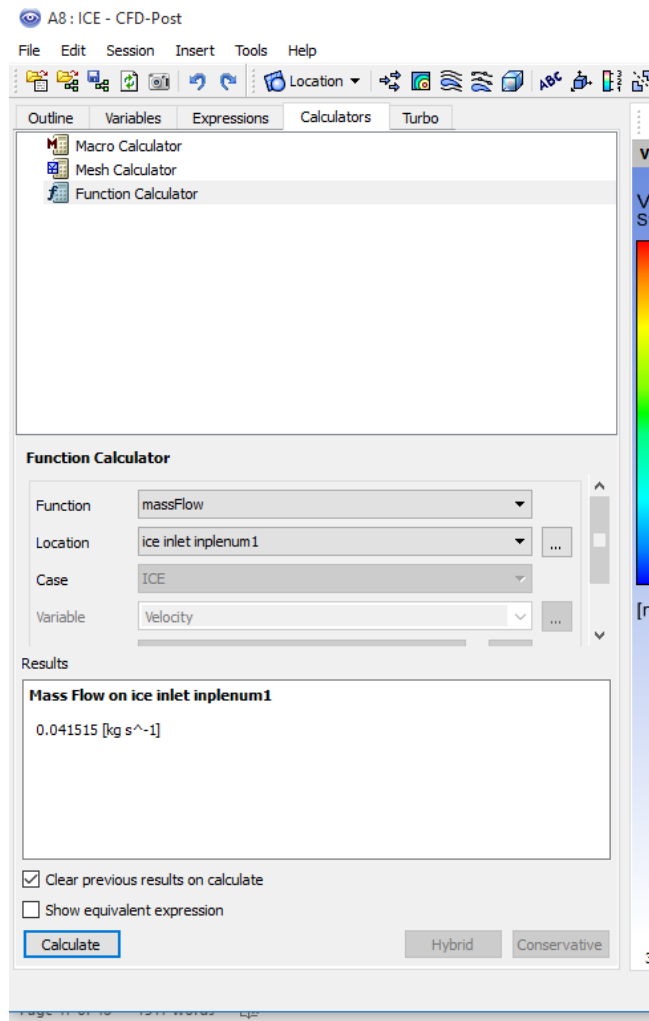 A8 : ICE - CFD-Post
File Edit Session Insert Tools Help
Location
ABC
Outline Variables Expressions Calculators Turbo
Macro Calculator
Mesh Calculator
Function Calculator
Function Calculator
Function massFlow
Location ice inlet inplenum1 ...
Case ICE
Variable Velocity ...
Results
Mass Flow on ice inlet inplenum1
0.041515 [kg s^-1]
Clear previous results on calculate
Show equivalent expression
Calculate Hybrid Conservative